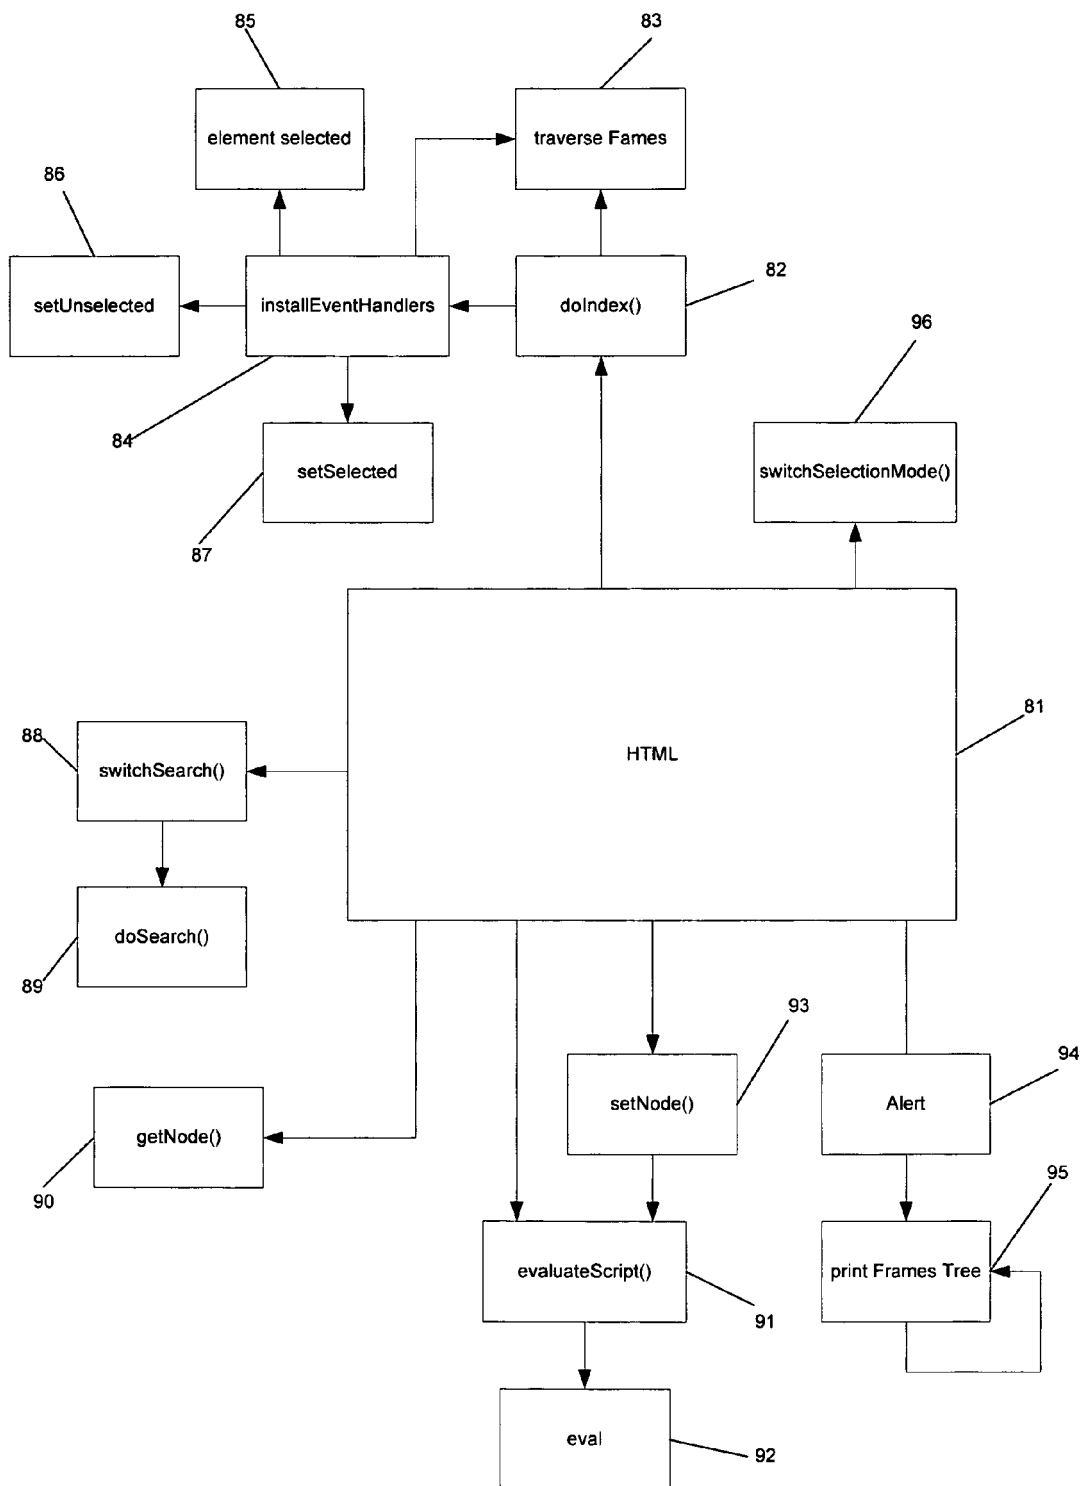 85
83
element selected
traverse Fames
86
setUnselected
installEventHandlers
doIndex()
82
96
84
setSelected
switchSelectionMode()
87
81
HTML
88
switchSearch()
doSearch()
89
93
94
setNode()
Alert
getNode()
90
95
evaluateScript()
print Frames Tree
91
eval
92